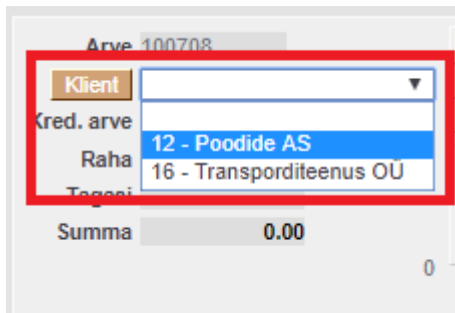 Arve 100708
Klient
Kred. arve
12 - Poodide AS
Raha
16 - Transporditeenus OÜ
Summa 0.00
0